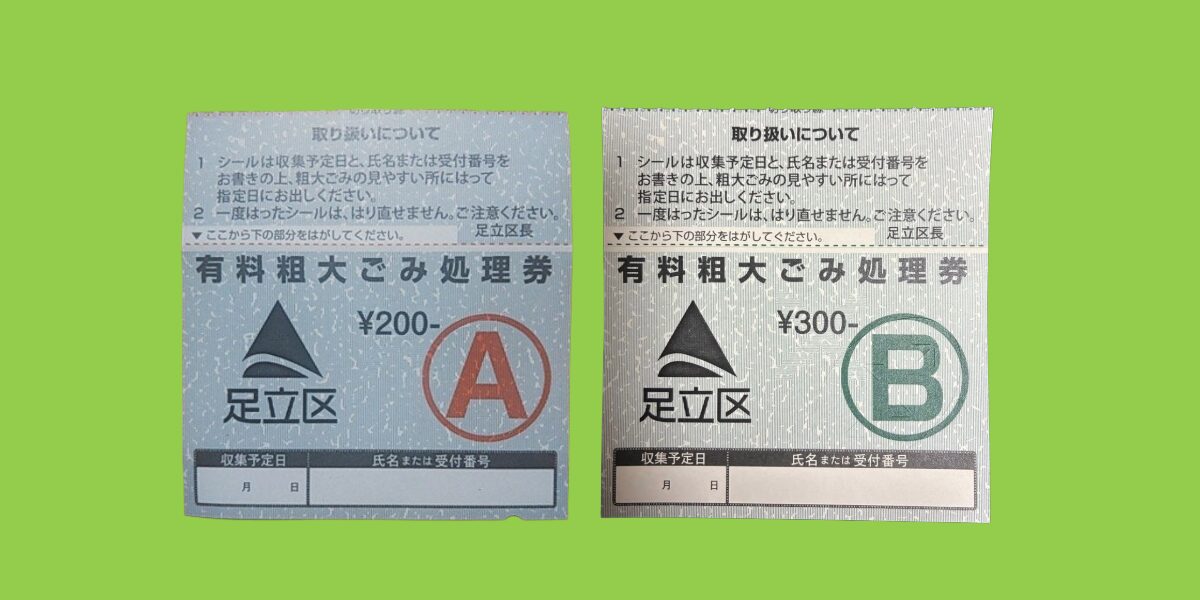 取り扱いについて
1 シールは収集予定日と、氏名または受付番号を
お書きの上、粗大ごみの見やすい所にはって
指定日にお出しください。
2 一度はったシールは、はり直せません。ご注意ください。
▼ここから下の部分をはがしてください。 足立区長
有料粗大ごみ処理券
¥200-
A
足立区
収集予定日 氏名または受付番号
月 日
取り扱いについて
1 シールは収集予定日と、氏名または受付番号を
お書きの上、粗大ごみの見やすい所にはって
指定日にお出しください。
2 一度はったシールは、はり直せません。ご注意ください。
▼ここから下の部分をはがしてください。 足立区長
有料粗大ごみ処理券
¥300-
B
足立区
収集予定日 氏名または受付番号
月 日